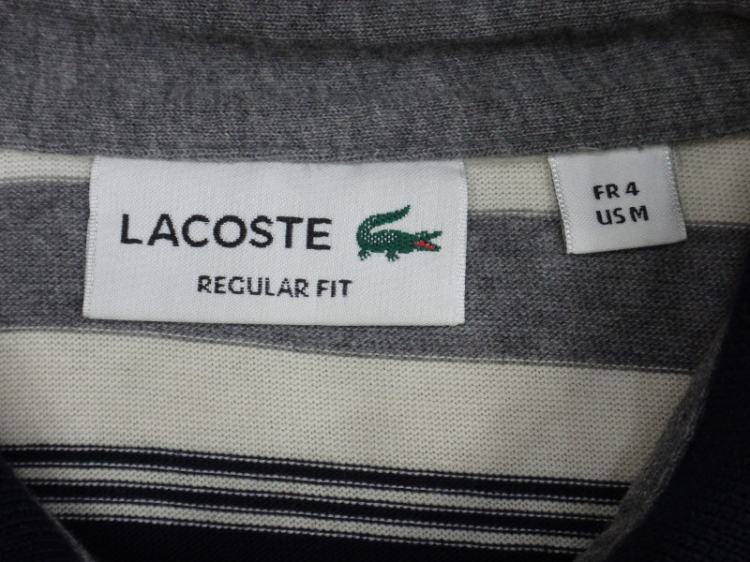 LACOSTE
REGULAR FIT
FR 4
US M